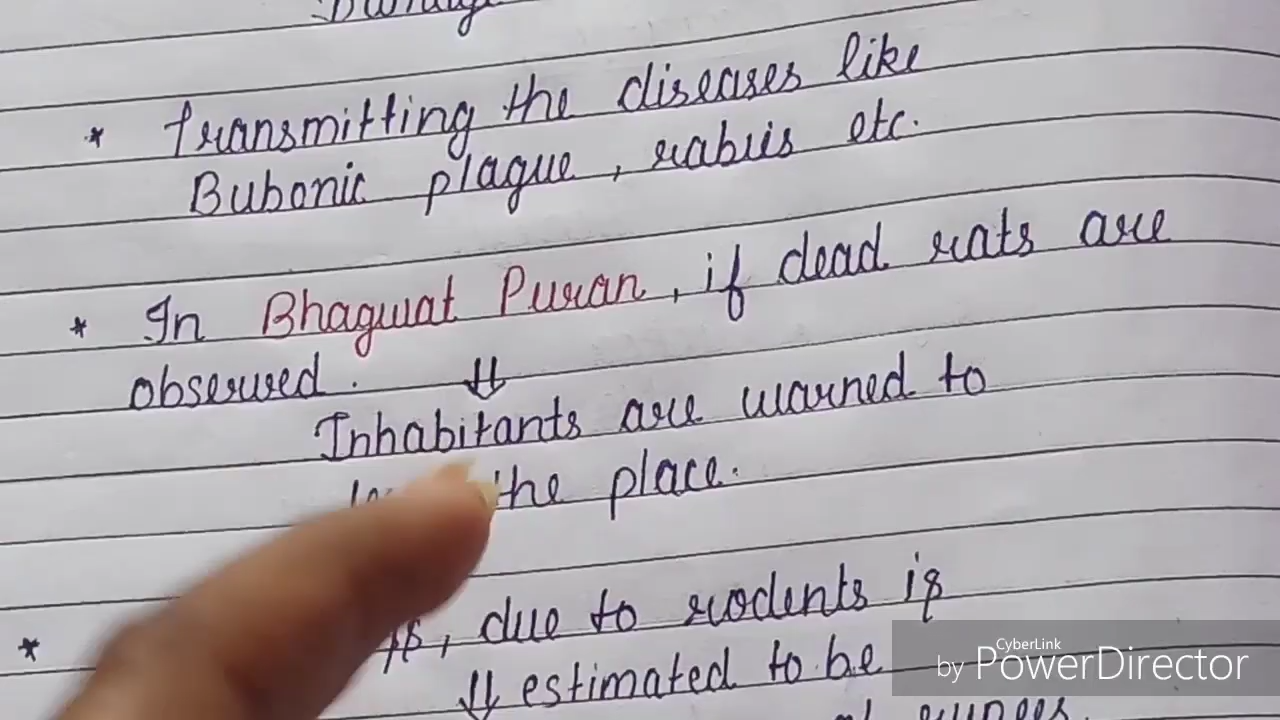 * transmitting the diseases like
Bubonic plague, rabies etc.
* In Bhagwat Puran, if dead rats are
observed. ⇓
Inhabitants are warned to
the place.
* , due to rodents is
⇓ estimated to be
CyberLink
by PowerDirector